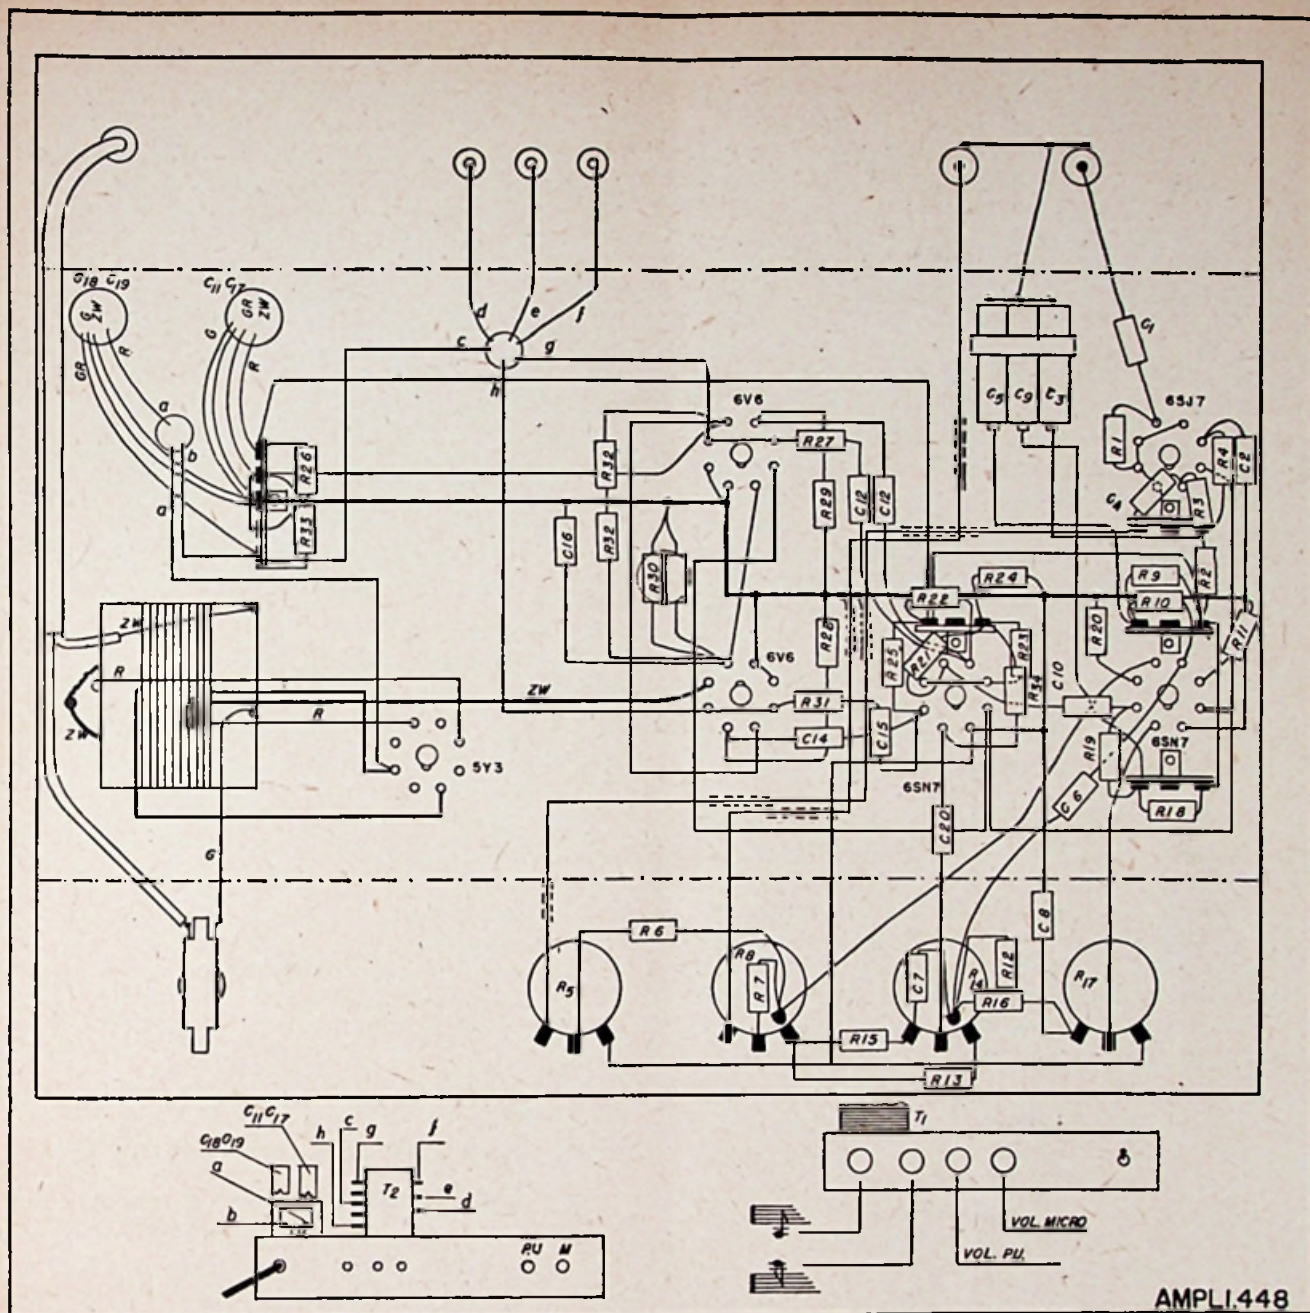 C18 C19
C11 C17
G
ZW
GR
ZW
R
GR
G
R
a
b
a
d
e
f
c
g
h
R26
R33
6V6
R32
R27
R32
C16
R30
R29
C12
C12
C5
C9
C3
C1
6SJ7
R1
R4
C2
C4
R3
R2
R9
R10
R24
R22
R20
R11
R28
R25
R21
R23
R34
C10
6V6
ZW
R31
C14
C15
6SN7
C20
R19
C6
6SN7
R18
ZW
R
ZW
R
5Y3
G
R6
R5
R8
R7
C7
R12
R14
R16
C8
R17
R15
R13
C11 C17
C18 C19
a
b
h
c
g
f
T2
e
d
P.U
M
T1
VOL. MICRO
VOL. PU.
AMPLI.448